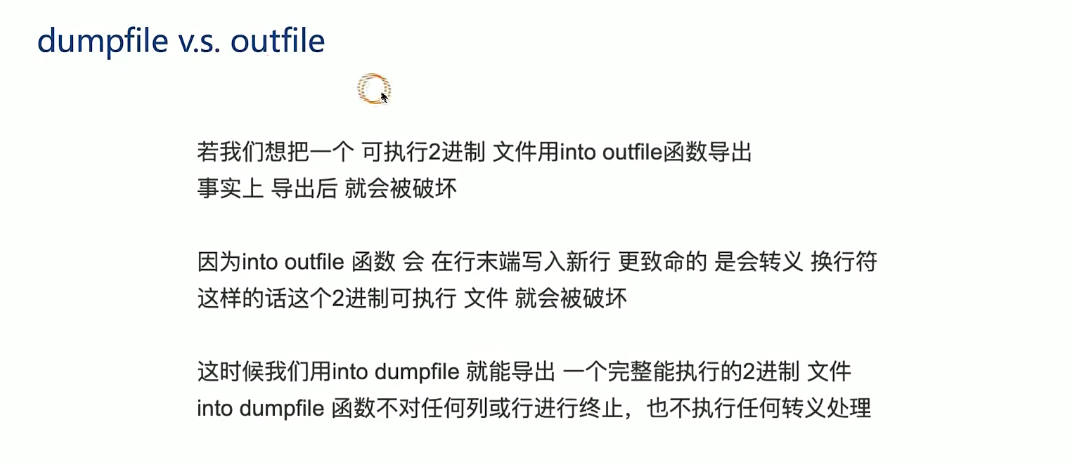 dumpfile v.s. outfile
若我们想把一个 可执行2进制 文件用into outfile函数导出
事实上 导出后 就会被破坏
因为into outfile 函数 会 在行末端写入新行 更致命的 是会转义 换行符
这样的话这个2进制可执行 文件 就会被破坏
这时候我们用into dumpfile 就能导出 一个完整能执行的2进制 文件
into dumpfile 函数不对任何列或行进行终止，也不执行任何转义处理